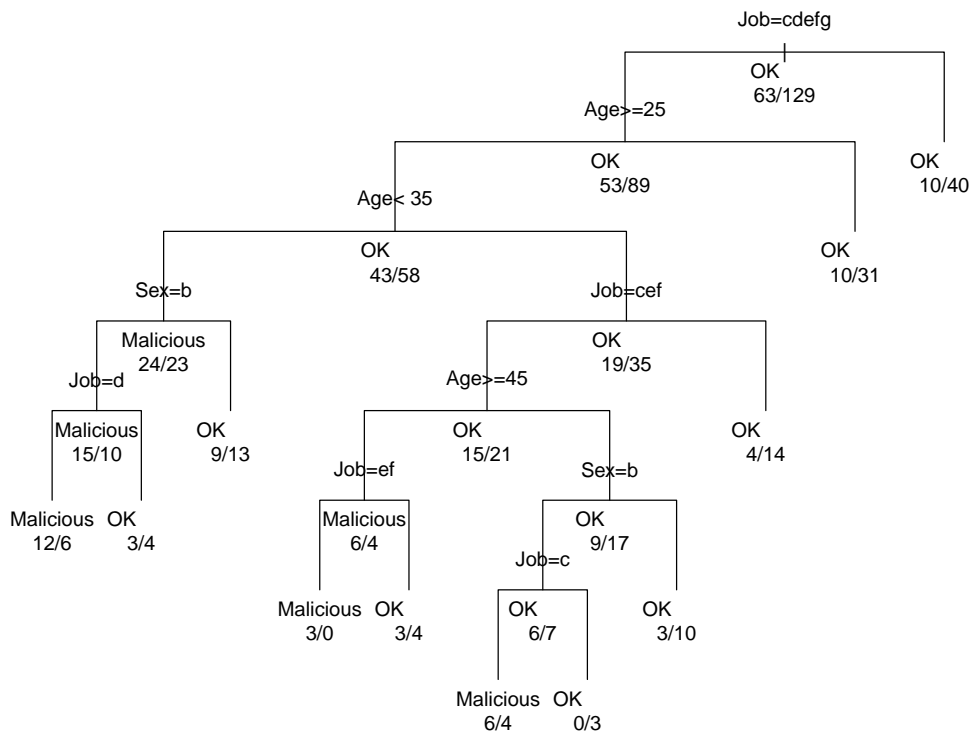 Job=cdefg
OK
63/129
Age>=25
OK
53/89
OK
10/40
Age< 35
OK
43/58
OK
10/31
Sex=b
Job=cef
Malicious
24/23
OK
19/35
Job=d
Age>=45
Malicious
15/10
OK
9/13
OK
15/21
OK
4/14
Job=ef
Sex=b
Malicious
12/6
OK
3/4
Malicious
6/4
OK
9/17
Job=c
Malicious
3/0
OK
3/4
OK
6/7
OK
3/10
Malicious
6/4
OK
0/3